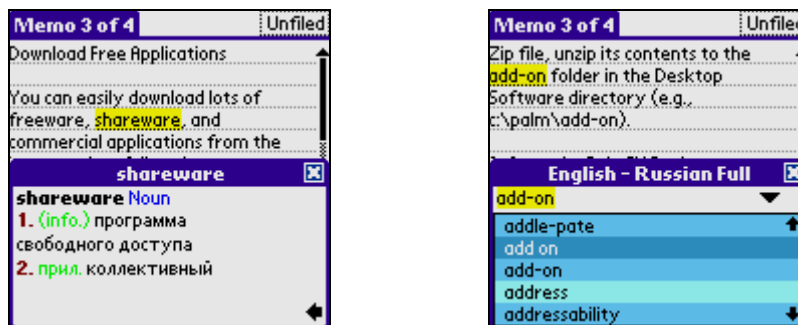 Memo 3 of 4
Unfiled
Download Free Applications
You can easily download lots of
freeware, shareware, and
commercial applications from the
shareware
shareware Noun
1. (info.) программа
свободного доступа
2. прил. коллективный
Memo 3 of 4
Unfiled
Zip file, unzip its contents to the
add-on folder in the Desktop
Software directory (e.g.,
c:\palm\add-on).
English - Russian Full
add-on
addle-pate
add on
add-on
address
addressability